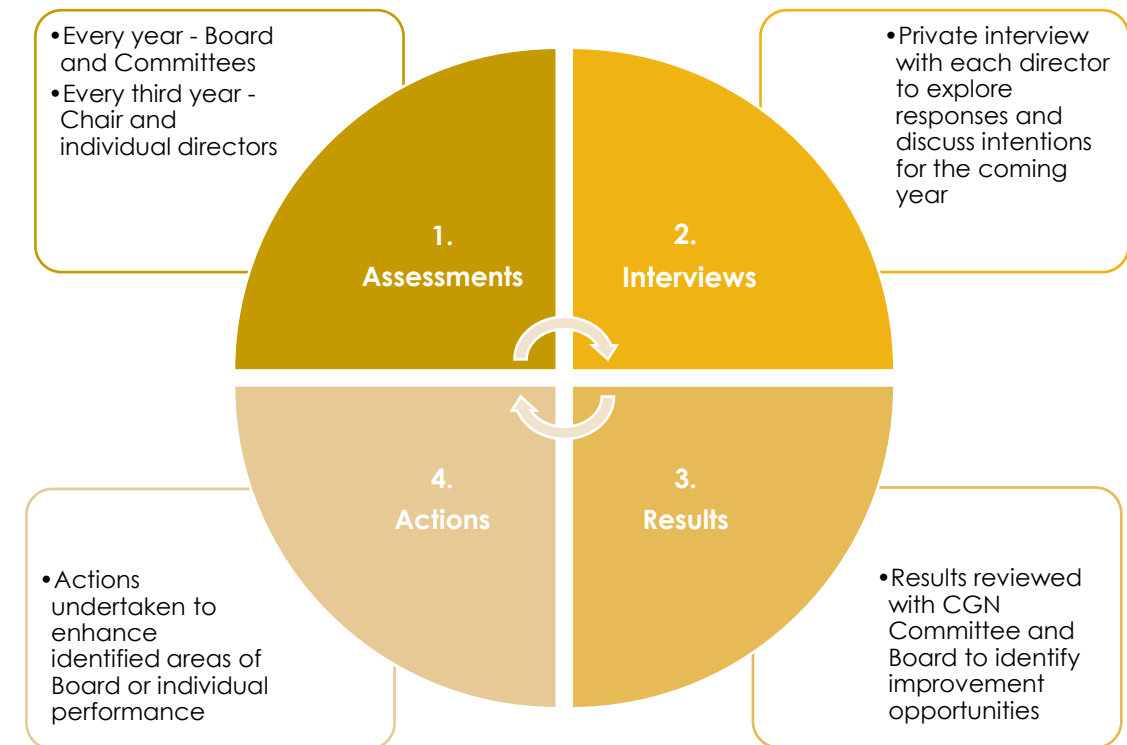 •Every year - Board
and Committees
•Every third year -
Chair and
individual directors
•Private interview
with each director
to explore
responses and
discuss intentions
for the coming
year
1.
Assessments
2.
Interviews
4.
Actions
3.
Results
•Actions
undertaken to
enhance
identified areas of
Board or individual
performance
•Results reviewed
with CGN
Committee and
Board to identify
improvement
opportunities